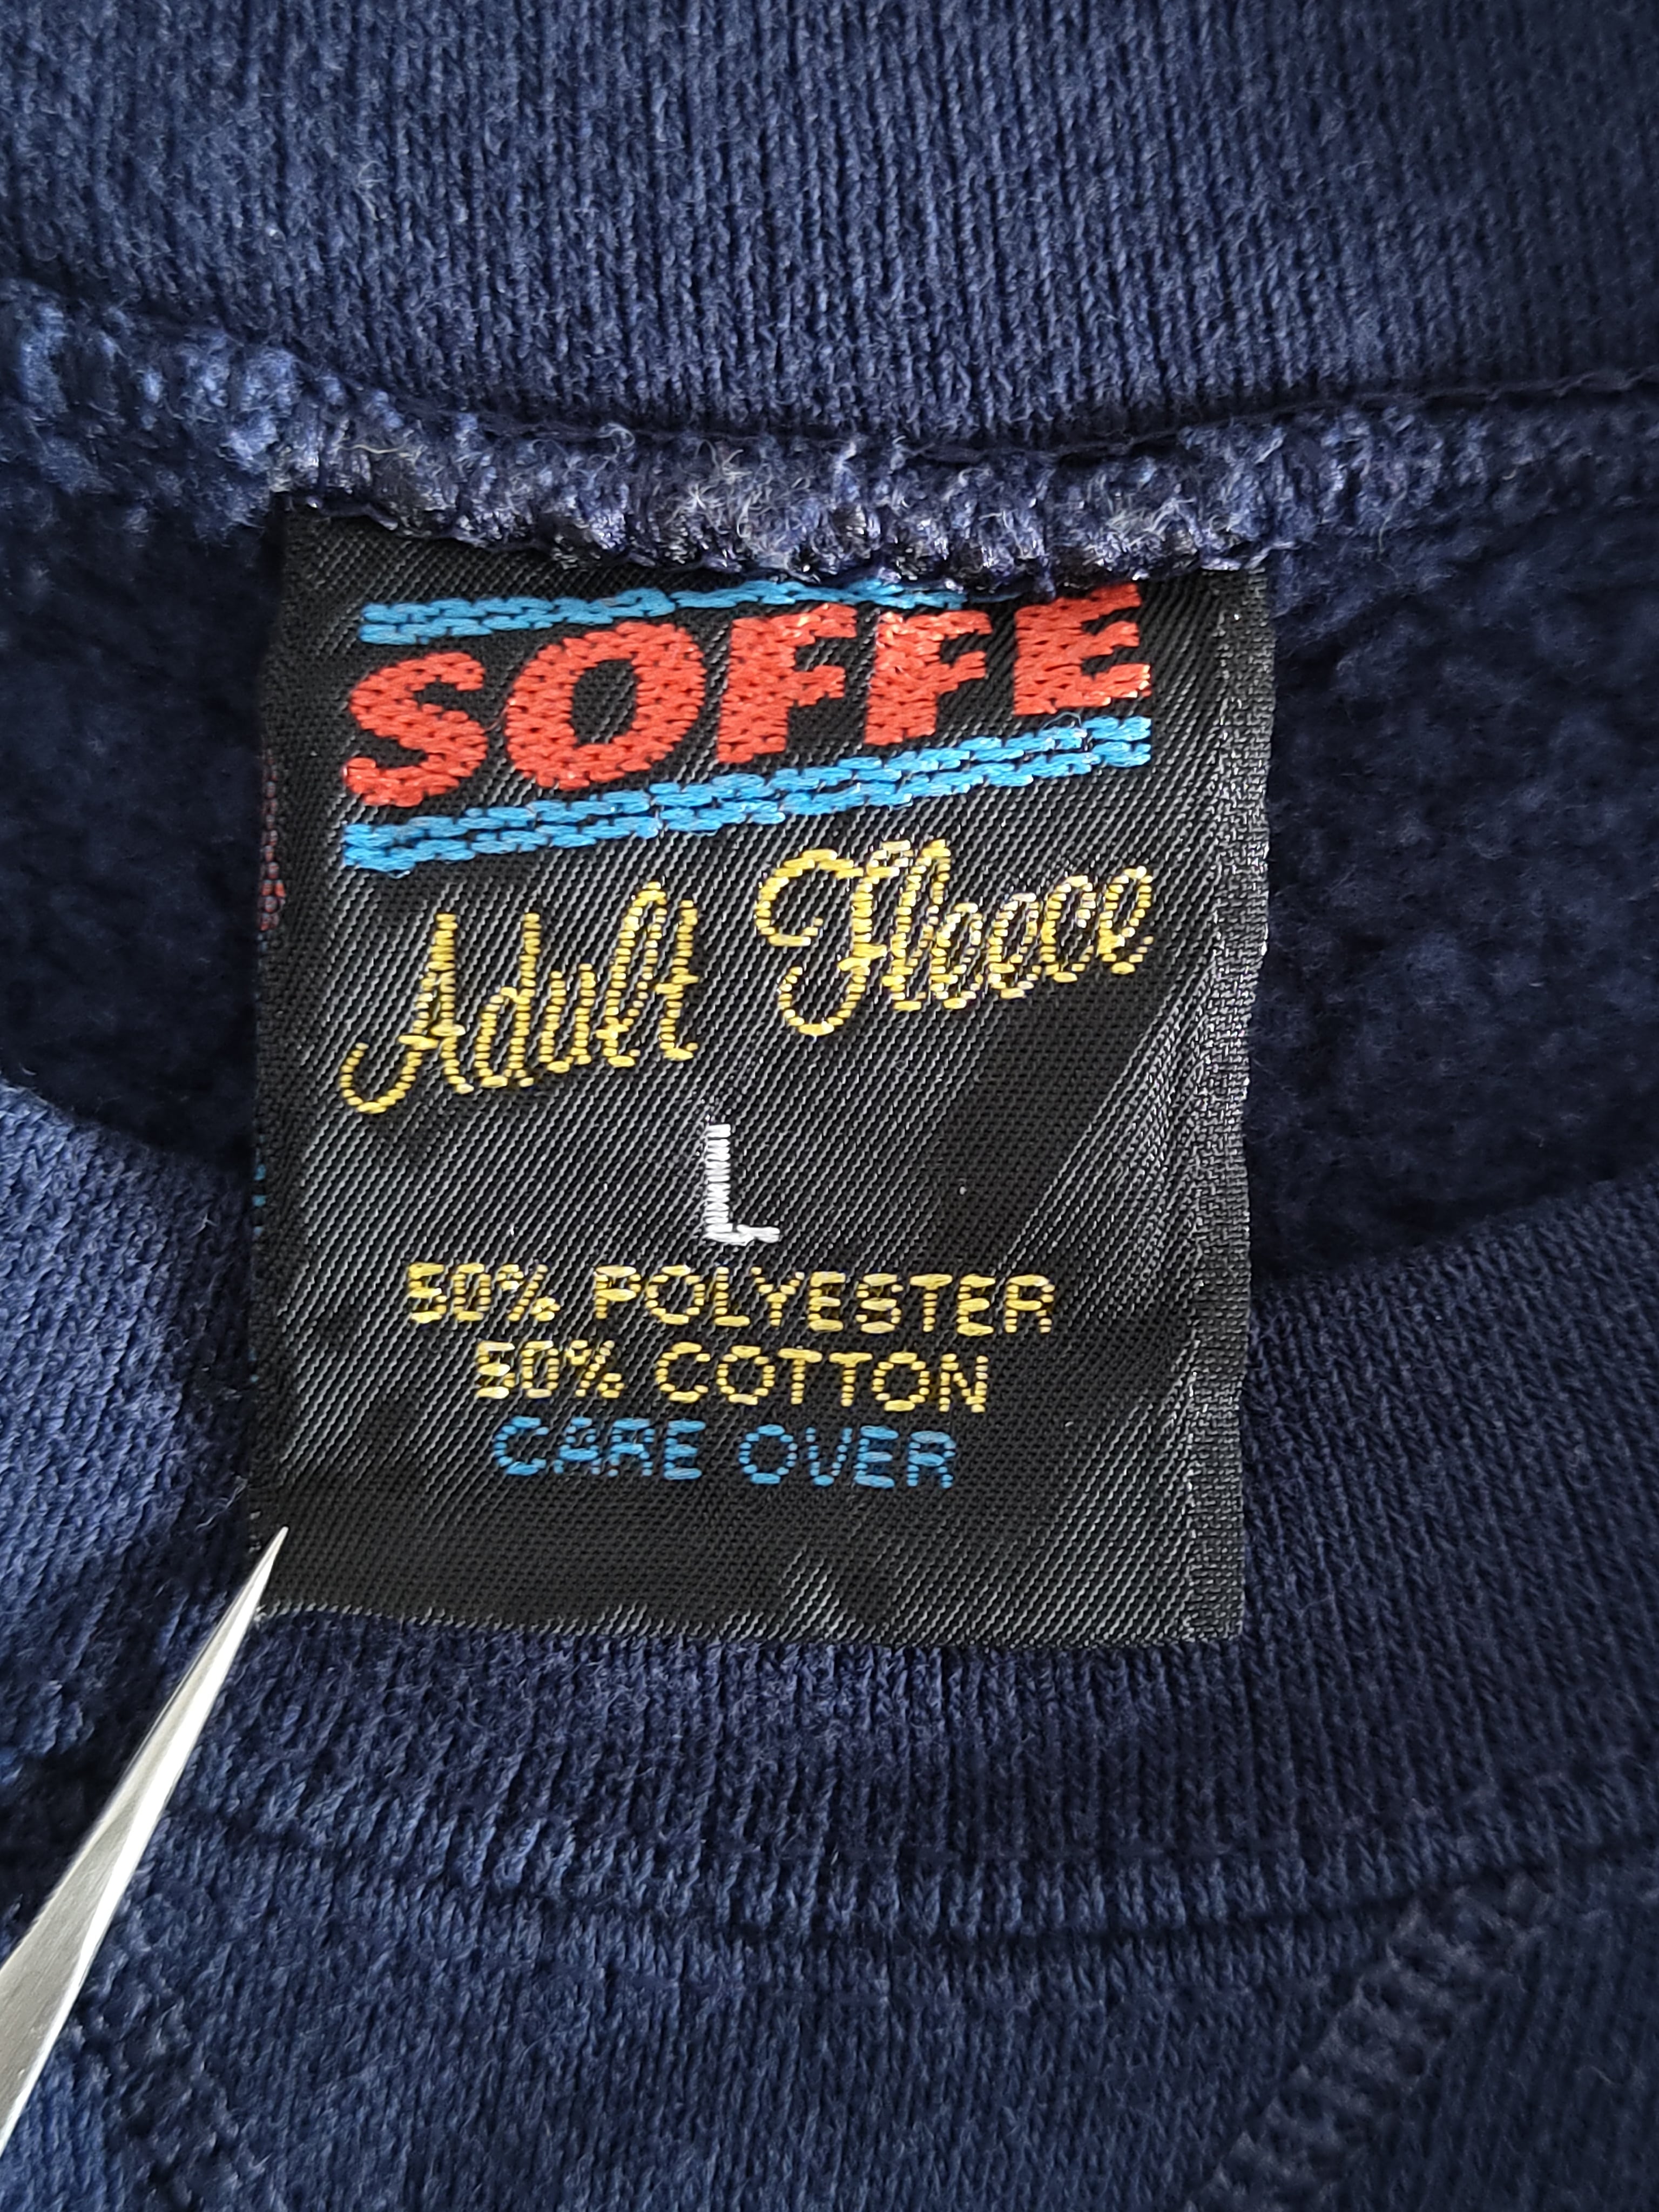 SOFFE
Adult Fleece
L
50% POLYESTER
50% COTTON
CARE OVER